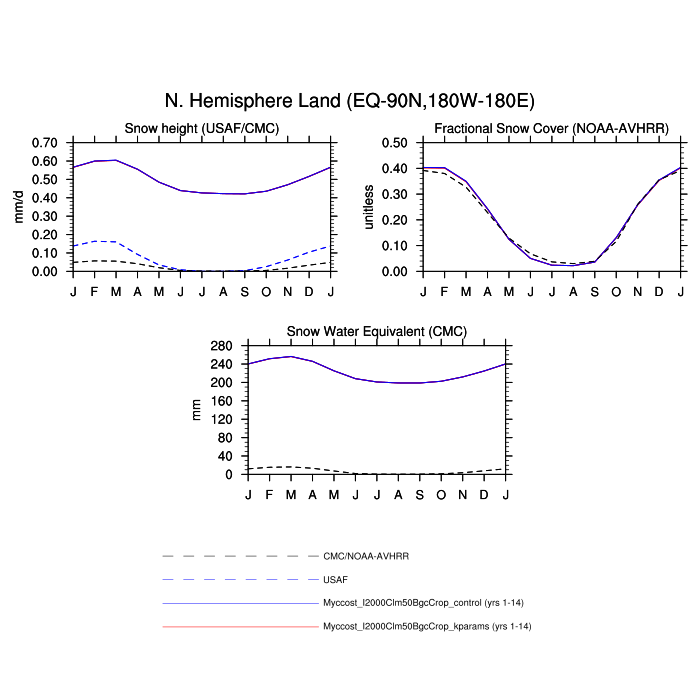 N. Hemisphere Land (EQ-90N,180W-180E)
Snow height (USAF/CMC)
0.70
0.60
0.50
0.40
0.30
0.20
0.10
0.00
mm/d
J F M A M J J A S O N D J
Fractional Snow Cover (NOAA-AVHRR)
0.50
0.40
0.30
0.20
0.10
0.00
unitless
J F M A M J J A S O N D J
Snow Water Equivalent (CMC)
280
240
200
160
120
80
40
0
mm
J F M A M J J A S O N D J
CMC/NOAA-AVHRR
USAF
Myccost_I2000Clm50BgcCrop_control (yrs 1-14)
Myccost_I2000Clm50BgcCrop_kparams (yrs 1-14)